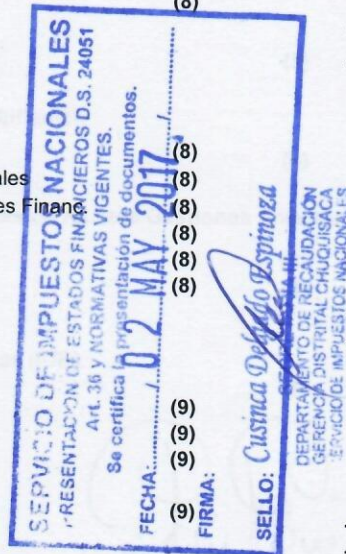 (8)
ales
es Financ.
(8)
(8)
(8)
(8)
(8)
(8)
(9)
(9)
(9)
(9)
SERVICIO DE IMPUESTOS NACIONALES
PRESENTACION DE ESTADOS FINANCIEROS D.S. 24051
Art. 36 y NORMATIVAS VIGENTES.
Se certifica la presentación de documentos.
FECHA: 02 MAY 2017
FIRMA:
SELLO: Cusinca Delgado Espinoza
DEPARTAMENTO DE RECAUDACIÓN
GERENCIA DISTRITAL CHUQUISACA
SERVICIO DE IMPUESTOS NACIONALES